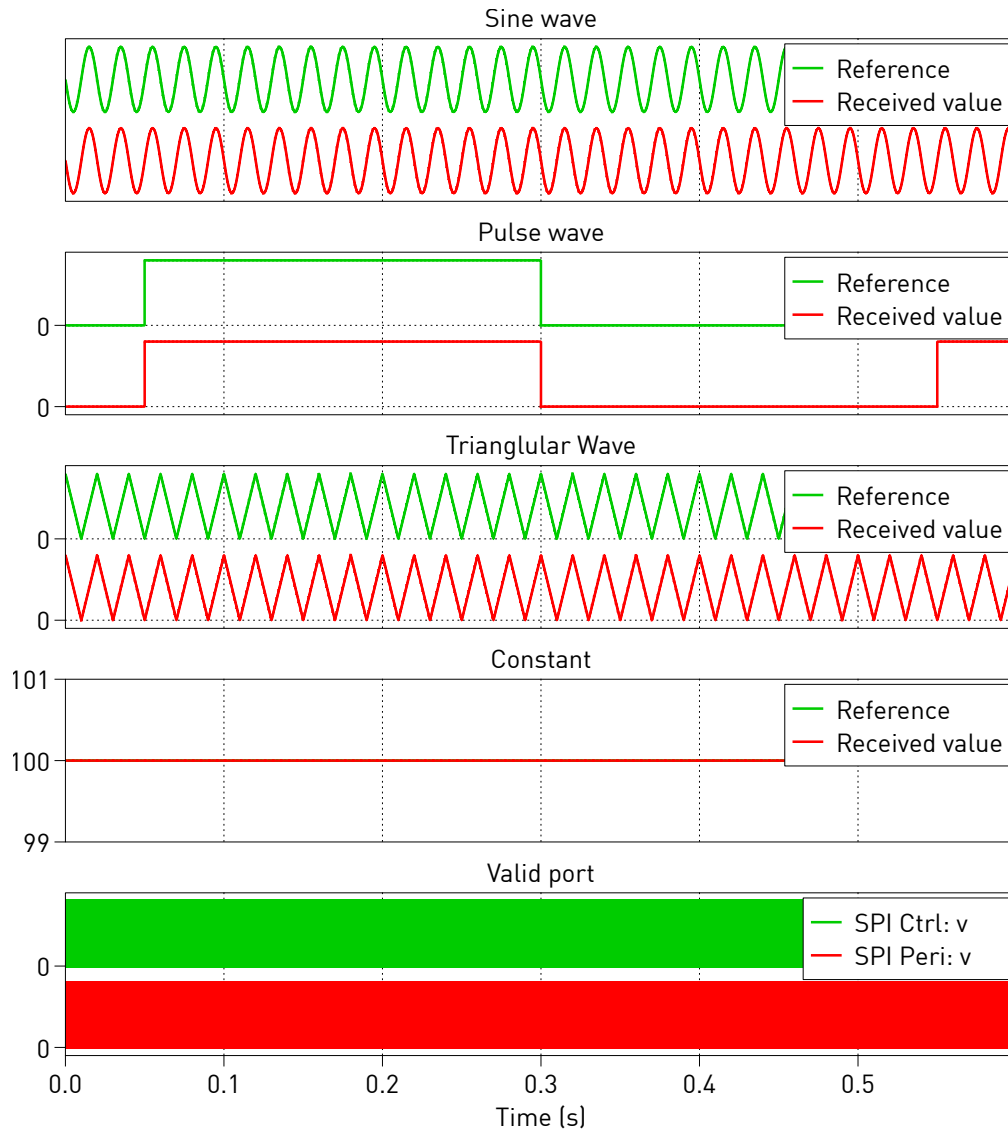 Sine wave
Reference
Received value
Pulse wave
Reference
0
Received value
0
Trianglular Wave
Reference
Received value
0
0
Constant
101
Reference
Received value
100
99
Valid port
SPI Ctrl: v
SPI Peri: v
0
0
0.0 0.1 0.2 0.3 0.4 0.5
Time (s)